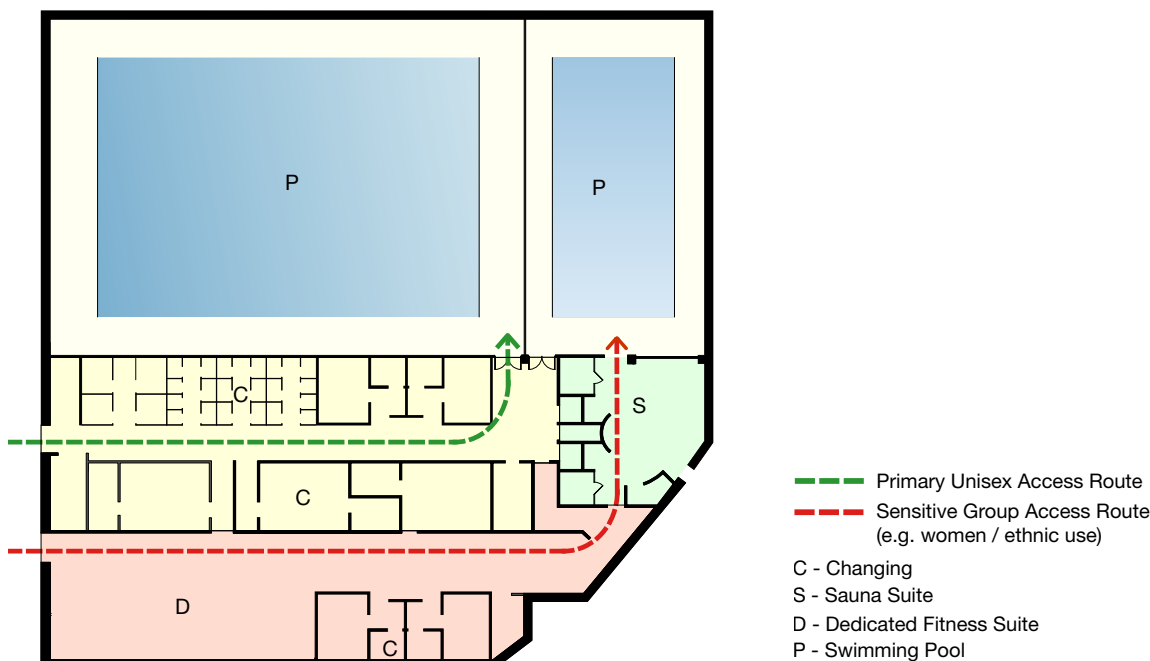 P
P
C
S
C
D
C
Primary Unisex Access Route
Sensitive Group Access Route
(e.g. women / ethnic use)
C - Changing
S - Sauna Suite
D - Dedicated Fitness Suite
P - Swimming Pool